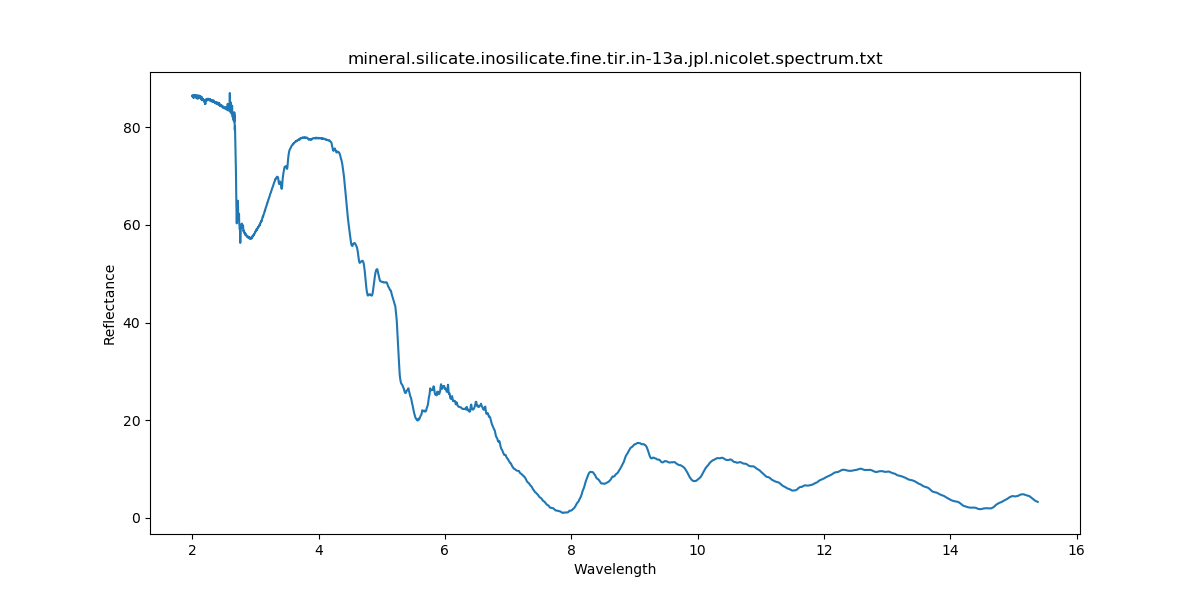 mineral.silicate.inosilicate.fine.tir.in-13a.jpl.nicolet.spectrum.txt
Reflectance
80
60
40
20
0
2 4 6 8 10 12 14 16
Wavelength